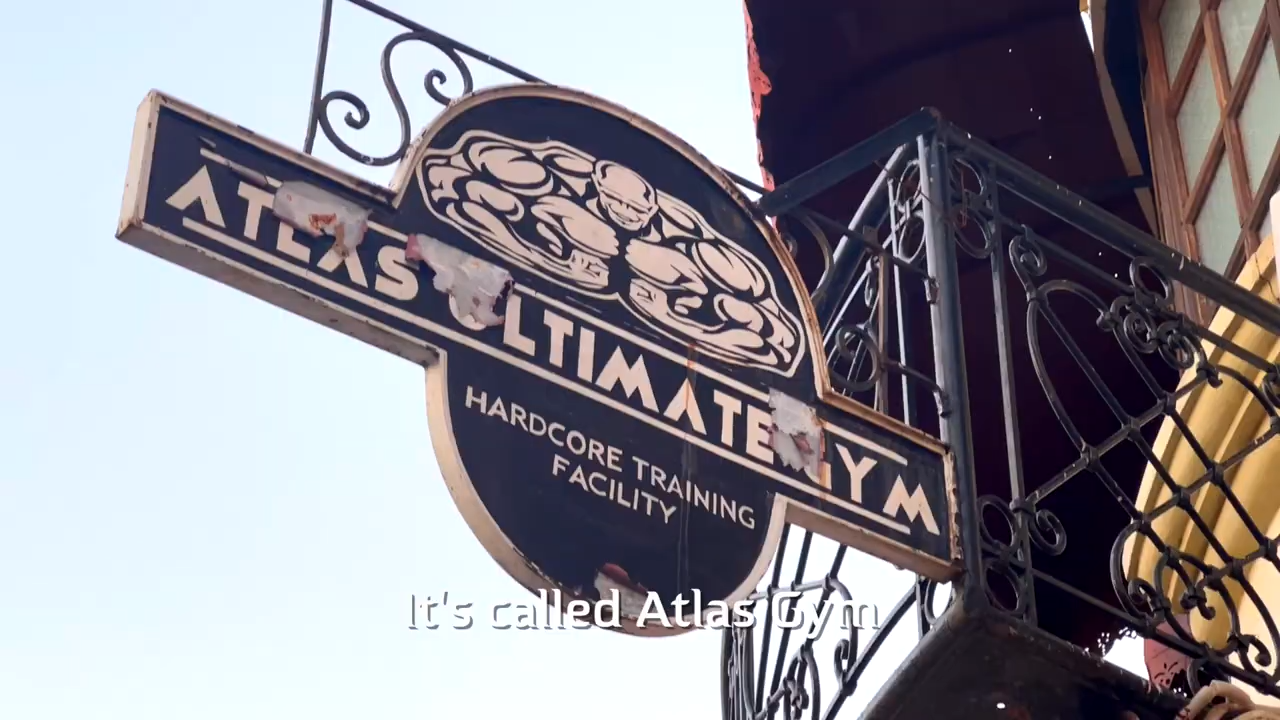 ATLAS ULTIMATE GYM
HARDCORE TRAINING
FACILITY
It's called Atlas Gym